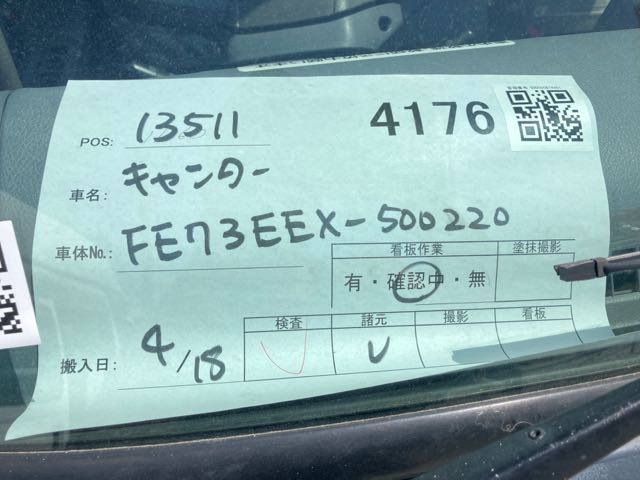 4176
POS: 13511
車名: キャンター
車体No.: FE73EEX-500220
看板作業 塗抹撮影
有・確認中・無
検査 諸元 撮影 看板
搬入日: 4/18